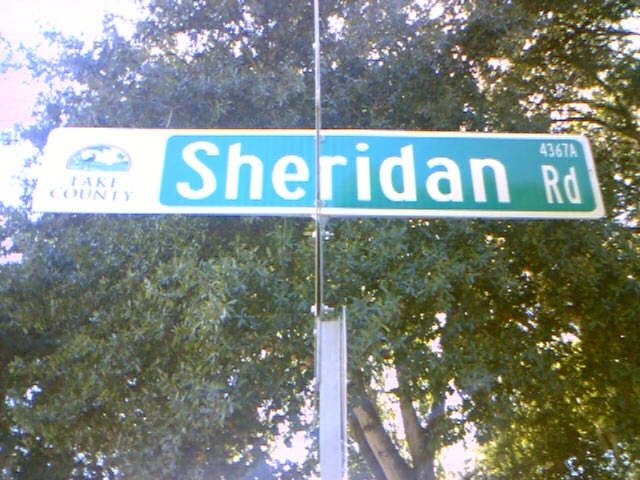 LAKE
COUNTY
Sheridan Rd
4367A